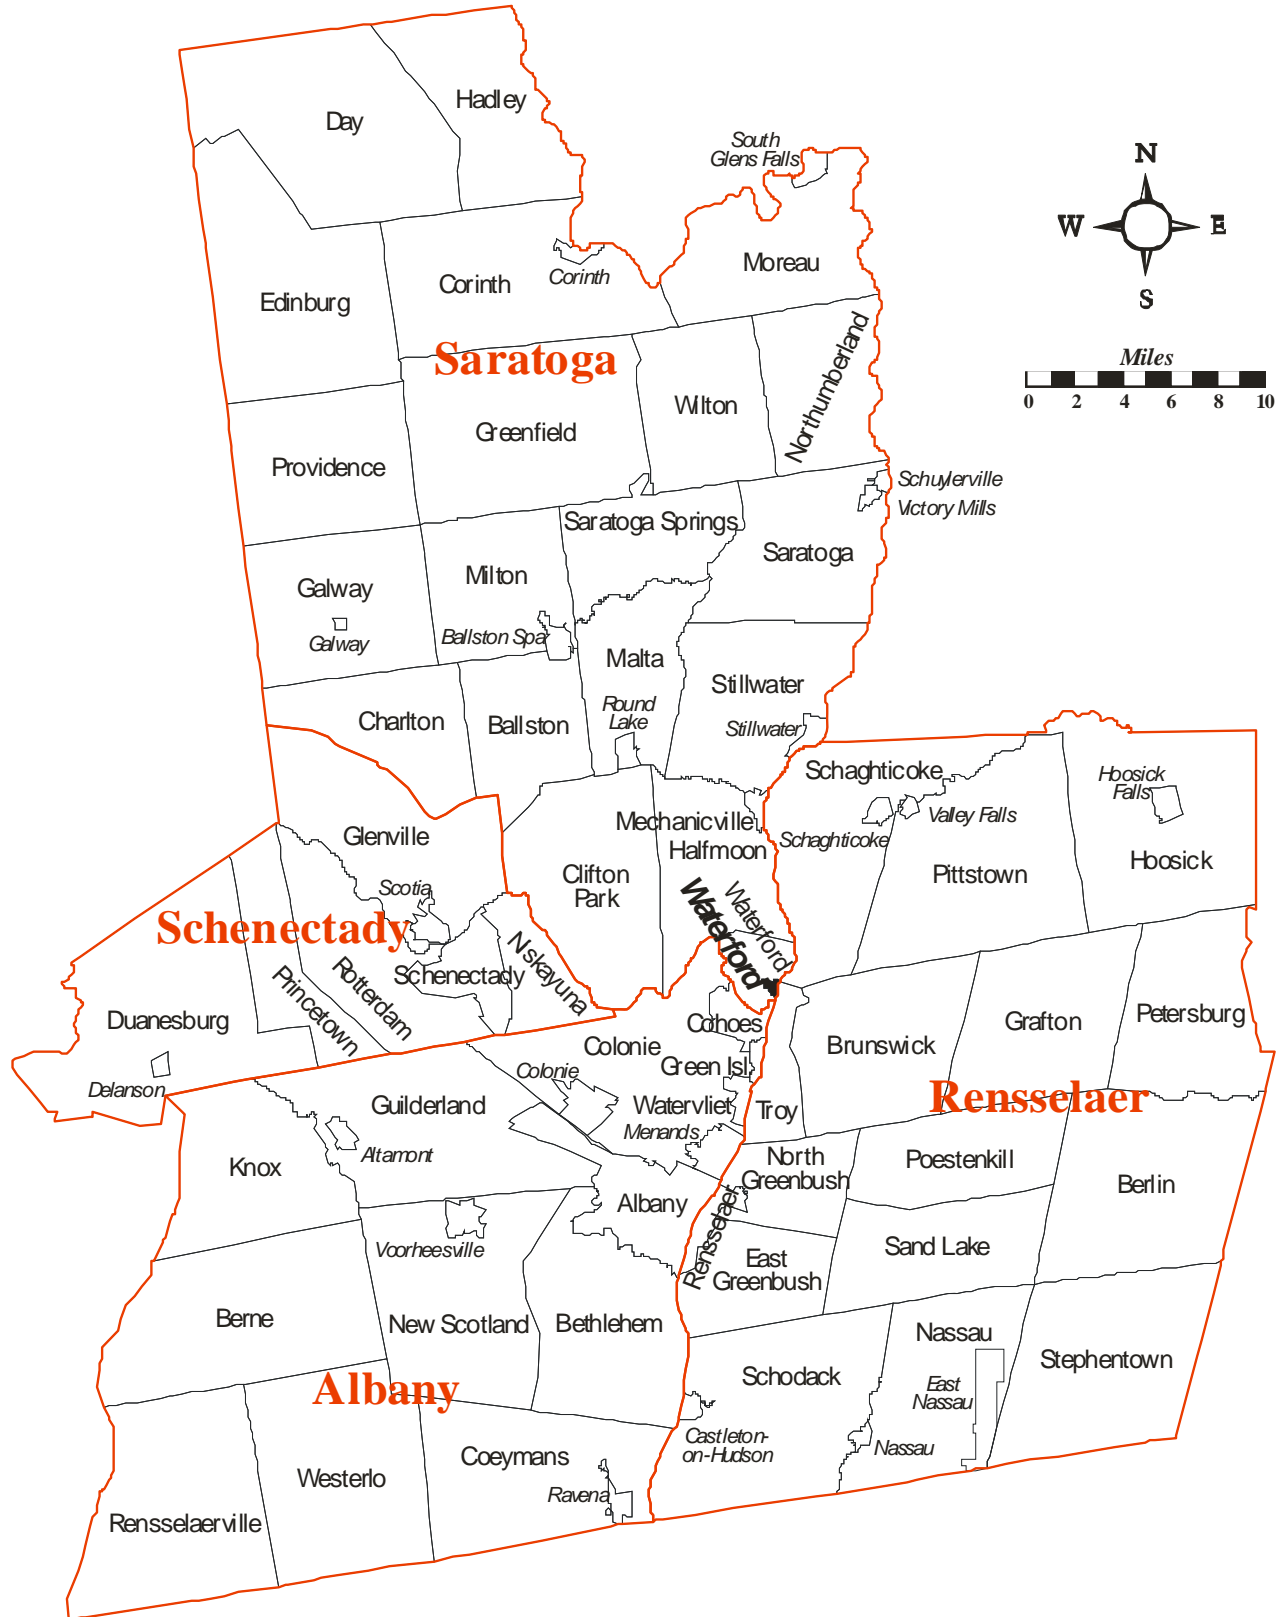 Hadley
Day
South
Glens Falls
N
W
E
S
Moreau
Corinth
Corinth
Edinburg
Miles
0 2 4 6 8 10
Saratoga
Northumberland
Wilton
Greenfield
Providence
Schuylerville
Victory Mills
Saratoga Springs
Saratoga
Milton
Galway
Galway
Ballston Spa
Malta
Stillwater
Round
Lake
Charlton
Ballston
Stillwater
Schaghticoke
Hoosick
Falls
Valley Falls
Mechanicville
Schaghticoke
Glenville
Halfmoon
Hoosick
Clifton
Park
Pittstown
Scotia
Waterford
Waterford
Schenectady
Schenectady
Niskayuna
Rotterdam
Princetown
Duanesburg
Cohoes
Grafton
Petersburg
Colonie
Brunswick
Green Isl.
Colonie
Delanson
Rensselaer
Guilderland
Watervliet
Troy
Menands
Altamont
Knox
North
Greenbush
Poestenkill
Berlin
Albany
Rensselaer
Voorheesville
Sand Lake
East
Greenbush
Berne
New Scotland
Bethlehem
Nassau
Stephentown
Schodack
Albany
East
Nassau
Castleton-
on-Hudson
Nassau
Coeymans
Westerlo
Ravena
Rensselaerville